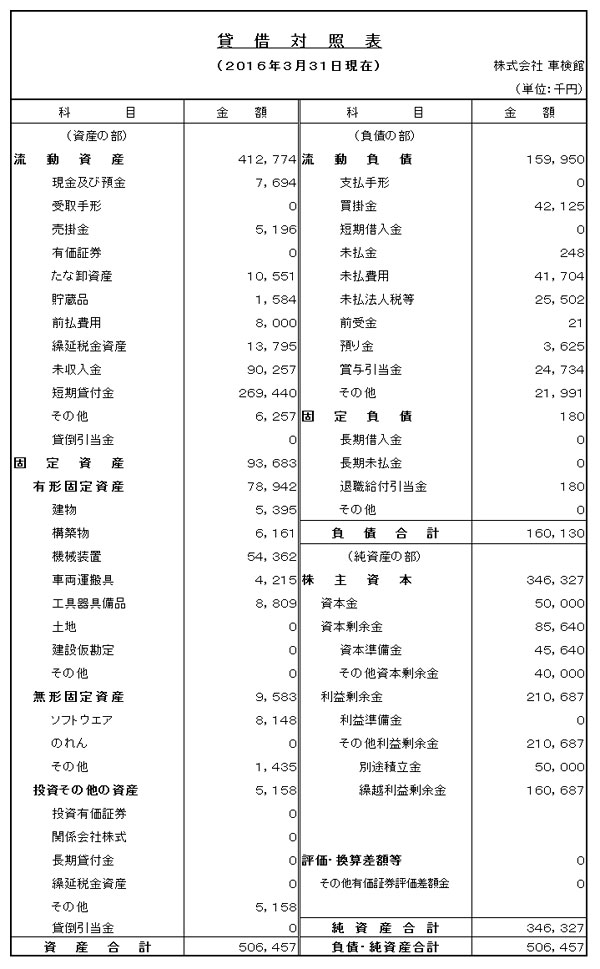 貸借対照表
(2016年3月31日現在)
株式会社 車検館
(単位:千円)
科 目 金 額 科 目 金 額
(資産の部) (負債の部)
流動資産 412,774 流動負債 159,950
現金及び預金 7,694 支払手形 0
受取手形 0 買掛金 42,125
売掛金 5,196 短期借入金 0
有価証券 0 未払金 248
たな卸資産 10,551 未払費用 41,704
貯蔵品 1,584 未払法人税等 25,502
前払費用 8,000 前受金 21
繰延税金資産 13,795 預り金 3,625
未収入金 90,257 賞与引当金 24,734
短期貸付金 269,440 その他 21,991
その他 6,257 固定負債 180
貸倒引当金 0 長期借入金 0
固定資産 93,683 長期未払金 0
有形固定資産 78,942 退職給付引当金 180
建物 5,395 その他 0
構築物 6,161 負債合計 160,130
機械装置 54,362 (純資産の部)
車両運搬具 4,215 株主資本 346,327
工具器具備品 8,809 資本金 50,000
土地 0 資本剰余金 85,640
建設仮勘定 0 資本準備金 45,640
その他 0 その他資本剰余金 40,000
無形固定資産 9,583 利益剰余金 210,687
ソフトウエア 8,148 利益準備金 0
のれん 0 その他利益剰余金 210,687
その他 1,435 別途積立金 50,000
投資その他の資産 5,158 繰越利益剰余金 160,687
投資有価証券 0
関係会社株式 0
長期貸付金 0 評価・換算差額等 0
繰延税金資産 0 その他有価証券評価差額金 0
その他 5,158
貸倒引当金 0 純資産合計 346,327
資産合計 506,457 負債・純資産合計 506,457